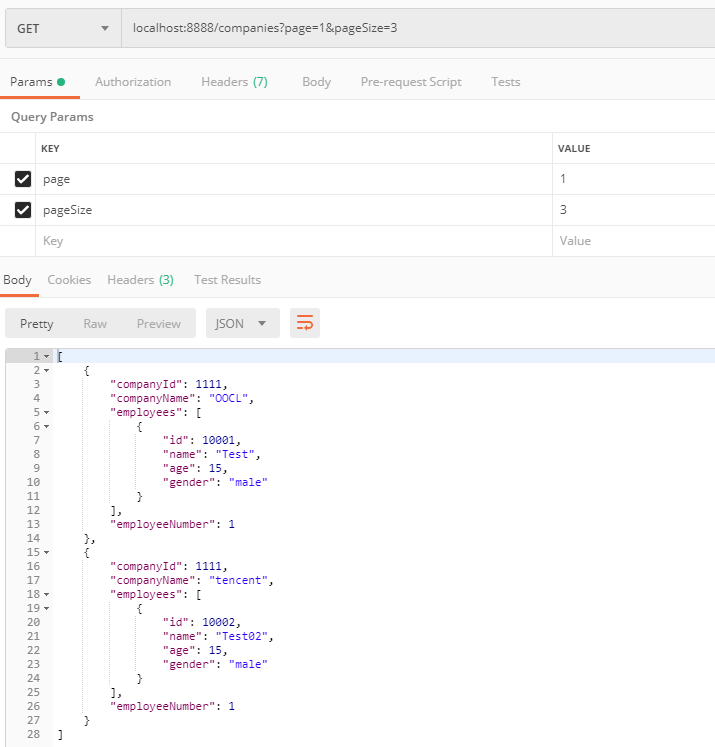 GET localhost:8888/companies?page=1&pageSize=3
Params Authorization Headers (7) Body Pre-request Script Tests
Query Params
KEY VALUE
page 1
pageSize 3
Key Value
Body Cookies Headers (3) Test Results
Pretty Raw Preview JSON
1 [
2 {
3 "companyId": 1111,
4 "companyName": "OOCL",
5 "employees": [
6 {
7 "id": 10001,
8 "name": "Test",
9 "age": 15,
10 "gender": "male"
11 }
12 ],
13 "employeeNumber": 1
14 },
15 {
16 "companyId": 1111,
17 "companyName": "tencent",
18 "employees": [
19 {
20 "id": 10002,
21 "name": "Test02",
22 "age": 15,
23 "gender": "male"
24 }
25 ],
26 "employeeNumber": 1
27 }
28 ]